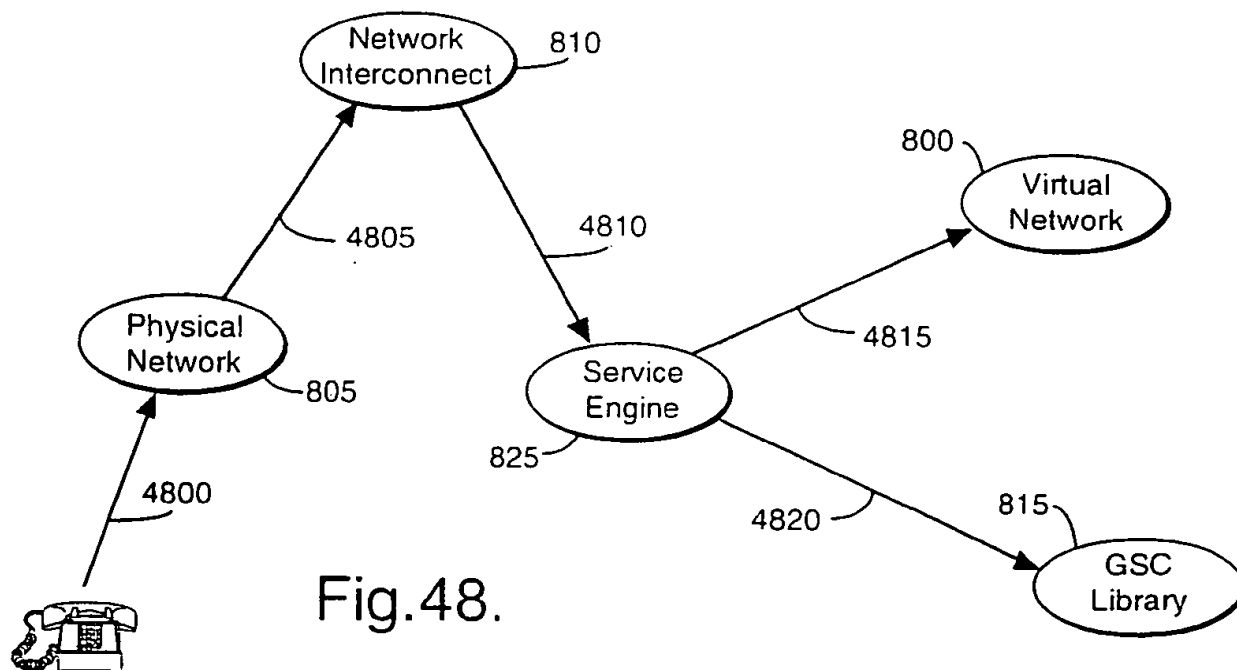 Network
Interconnect
810
800
Virtual
Network
4805
4810
4815
Physical
Network
805
Service
Engine
825
4800
4820
815
GSC
Library
Fig.48.